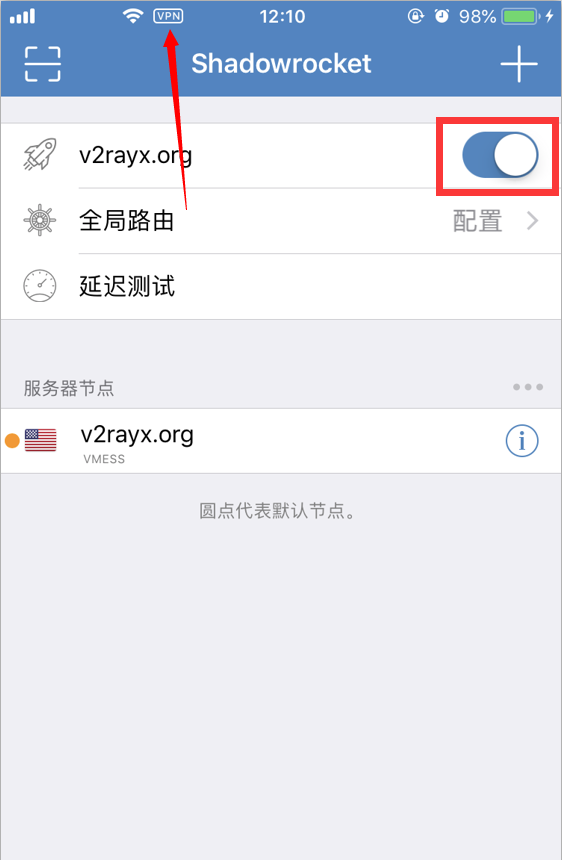 VPN 12:10 98%
Shadowrocket
v2rayx.org
全局路由 配置
延迟测试
服务器节点
v2rayx.org
VMESS
圆点代表默认节点。